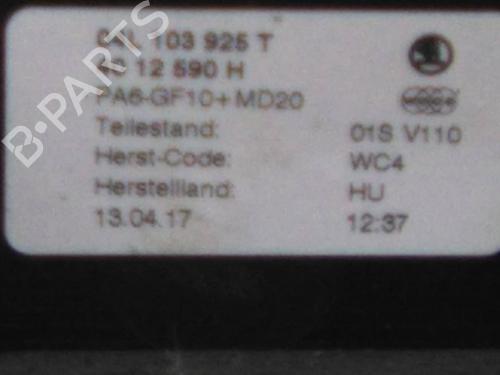 04L 103 925 T
12 590 H
PA6-GF10+MD20
Teilestand: 01S V110
Herst-Code: WC4
Herstellland: HU
13.04.17 12:37
B-PARTS